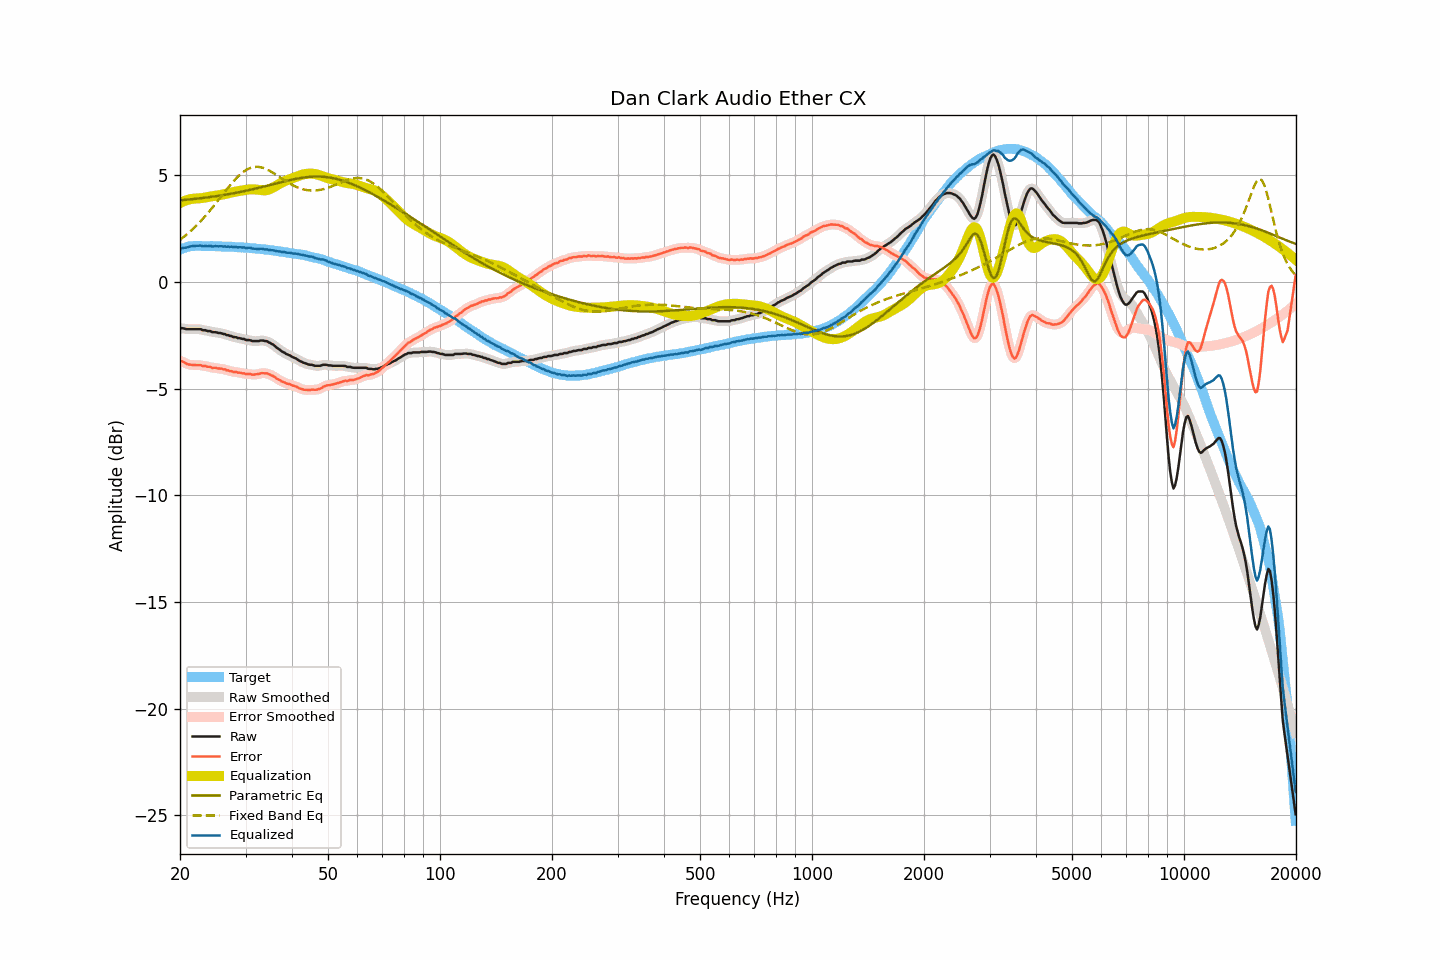 Dan Clark Audio Ether CX
Amplitude (dBr)
5
0
−5
−10
−15
−20
−25
Target
Raw Smoothed
Error Smoothed
Raw
Error
Equalization
Parametric Eq
Fixed Band Eq
Equalized
20 50 100 200 500 1000 2000 5000 10000 20000
Frequency (Hz)